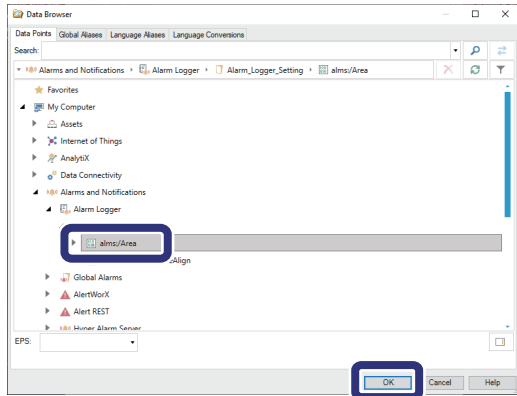 Data Browser
Data Points Global Aliases Language Aliases Language Conversions
Search:
Alarms and Notifications Alarm Logger Alarm_Logger_Setting alms:/Area
Favorites
My Computer
Assets
Internet of Things
AnalytiX
Data Connectivity
Alarms and Notifications
Alarm Logger
alms:/Area
eAlign
Global Alarms
AlertWorX
Alert REST
Hyper Alarm Server
EPS:
OK Cancel Help